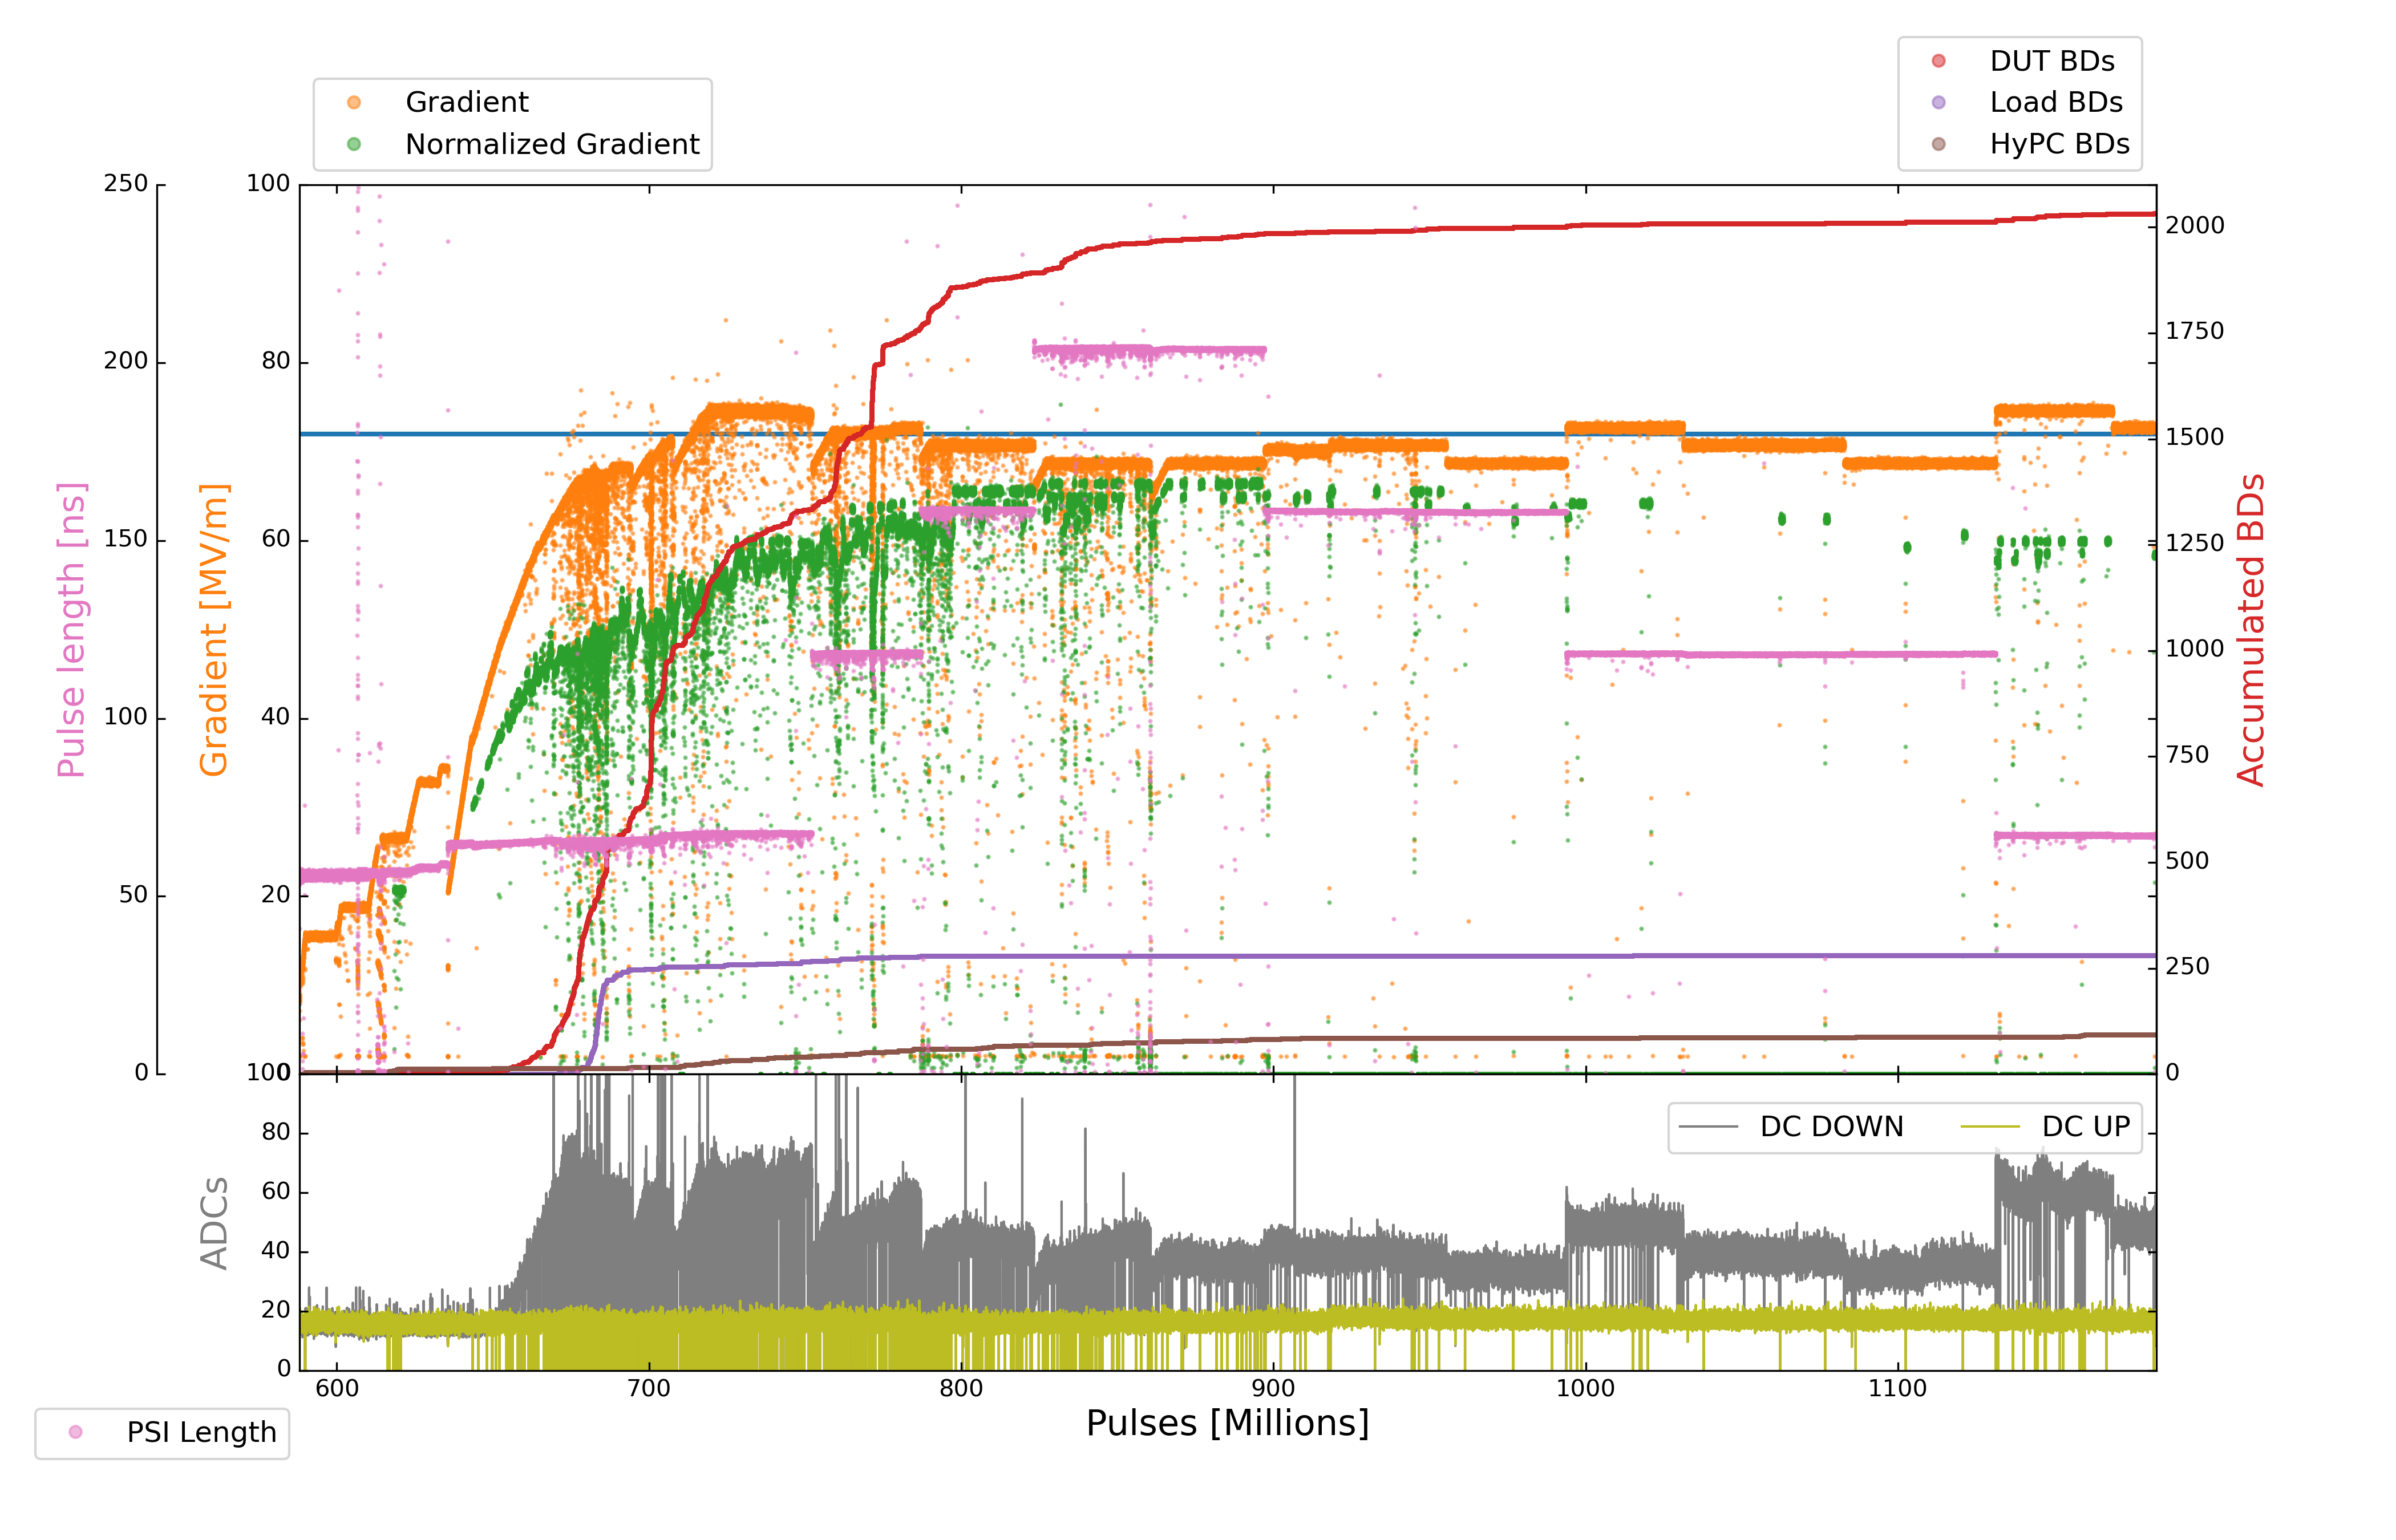 Gradient
Normalized Gradient
DUT BDs
Load BDs
HyPC BDs
250
200
150
100
50
0
Pulse length [ns]
100
80
60
40
20
0
Gradient [MV/m]
2000
1750
1500
1250
1000
750
500
250
0
Accumulated BDs
100
80
60
40
20
0
ADCs
DC DOWN DC UP
600 700 800 900 1000 1100
Pulses [Millions]
PSI Length